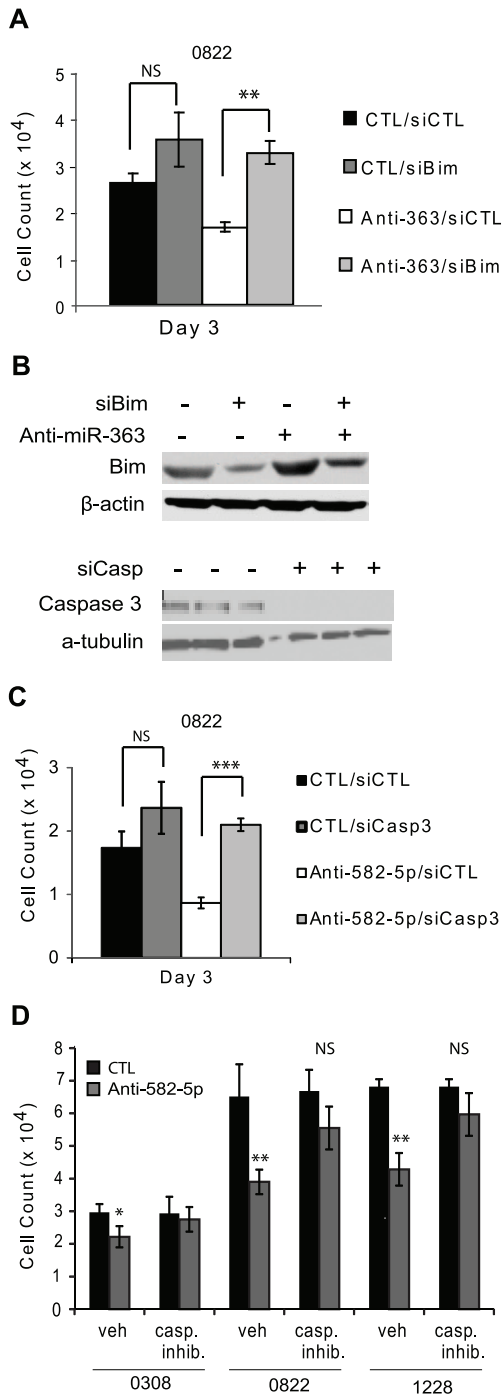 A
0822
NS
**
5
4
3
2
1
0
Cell Count (x 10⁴)
Day 3
CTL/siCTL
CTL/siBim
Anti-363/siCTL
Anti-363/siBim
B
siBim - + - +
Anti-miR-363 - - + +
Bim
β-actin
siCasp - - - + + +
Caspase 3
a-tubulin
C
0822
NS
***
3
2
1
0
Cell Count (x 10⁴)
Day 3
CTL/siCTL
CTL/siCasp3
Anti-582-5p/siCTL
Anti-582-5p/siCasp3
D
CTL
Anti-582-5p
8
7
6
5
4
3
2
1
0
Cell Count (x 10⁴)
* ** NS ** NS
veh casp. inhib. veh casp. inhib. veh casp. inhib.
0308 0822 1228